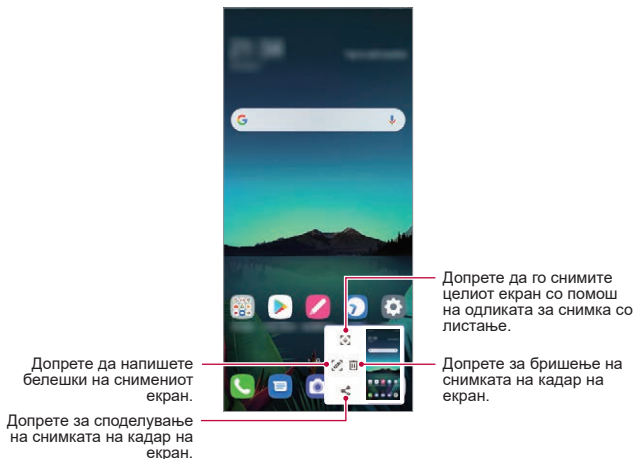 Допрете да го снимите
целиот екран со помош
на одликата за снимка со
листање.
Допрете да напишете
белешки на снимениот
екран.
Допрете за бришење на
снимката на кадар на
екран.
Допрете за споделување
на снимката на кадар на
екран.